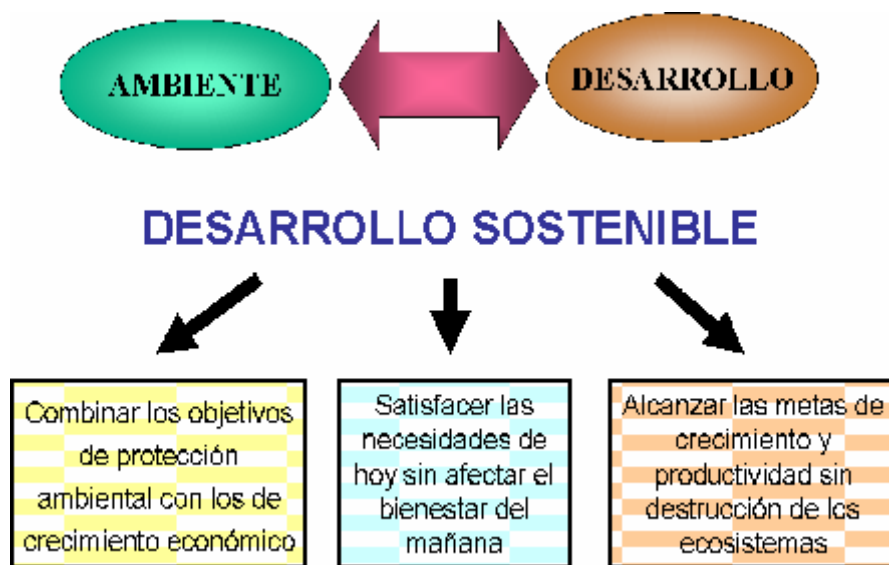 AMBIENTE
DESARROLLO
DESARROLLO SOSTENIBLE
Combinar los objetivos
de protección
ambiental con los de
crecimiento económico
Satisfacer las
necesidades de
hoy sin afectar el
bienestar del
mañana
Alcanzar las metas de
crecimiento y
productividad sin
destrucción de los
ecosistemas